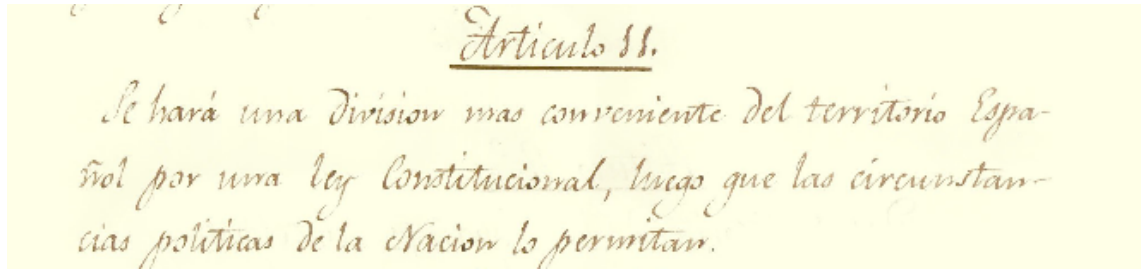 Articulo 11.
Se hará una division mas conveniente del territorio Espa-
ñol por una ley Constitucional, luego que las circunstan-
cias politicas de la Nacion lo permitan.